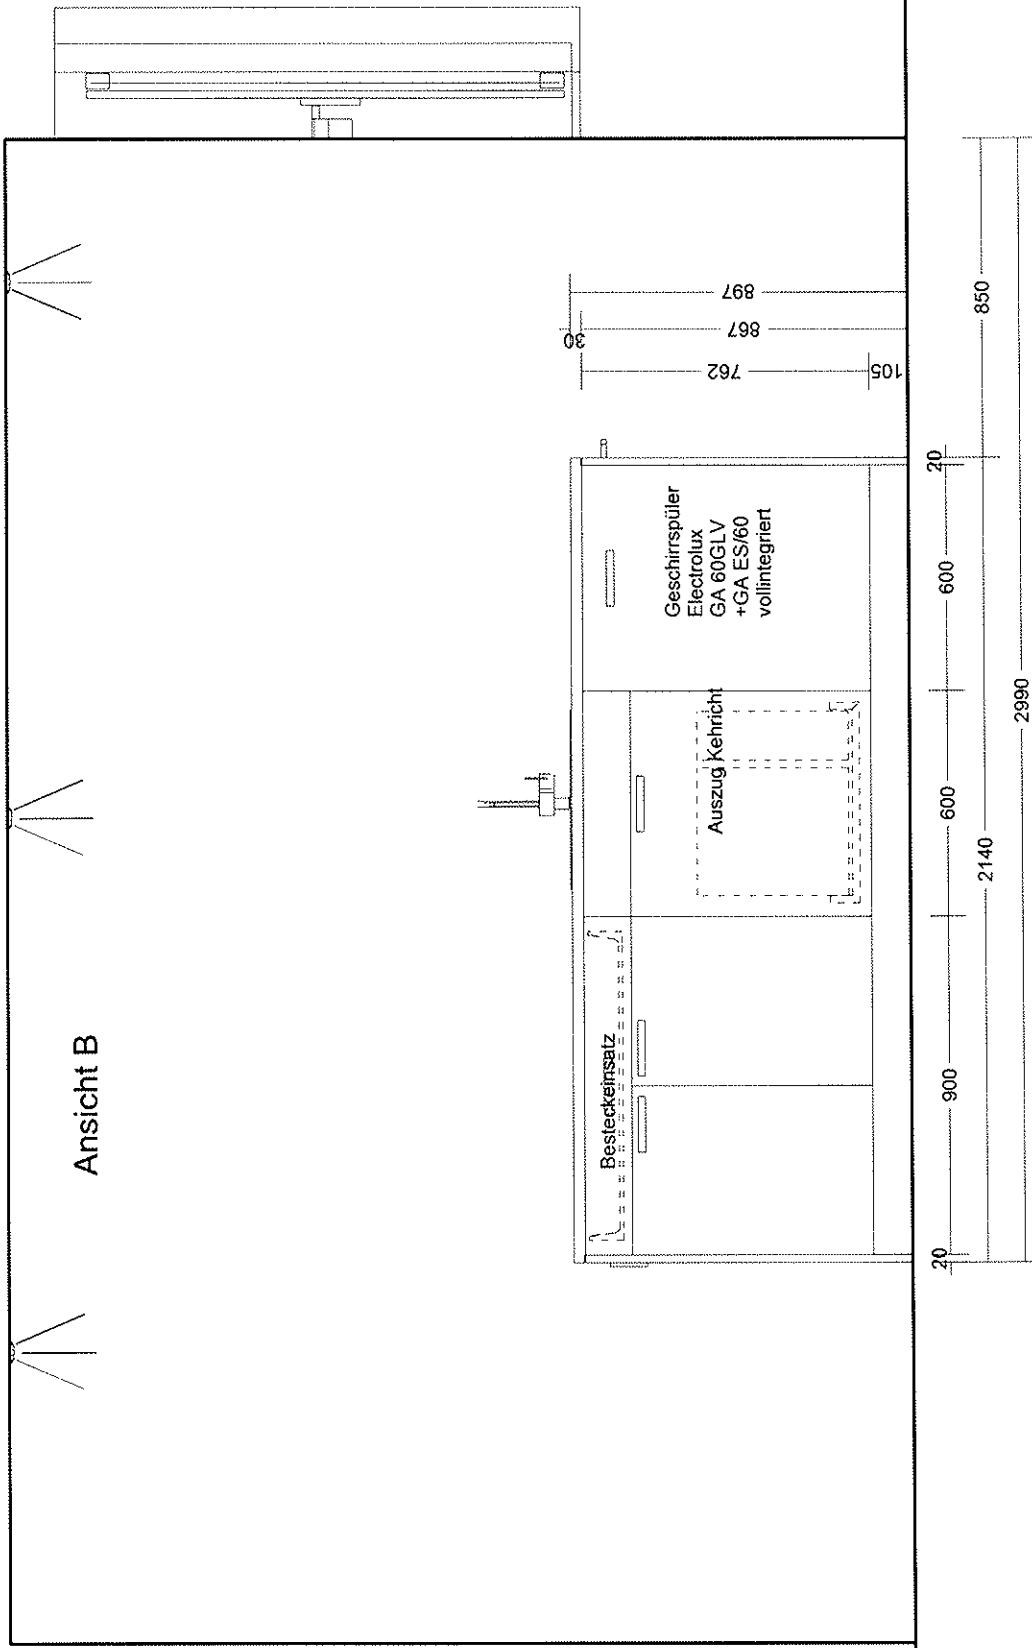 Ansicht B
Besteckeinsatz
Auszug Kehricht
Geschirrspüler
Electrolux
GA 60GLV
+GA ES/60
vollintegriert
30
762
867
897
105
20
900
600
600
20
2140
850
2990